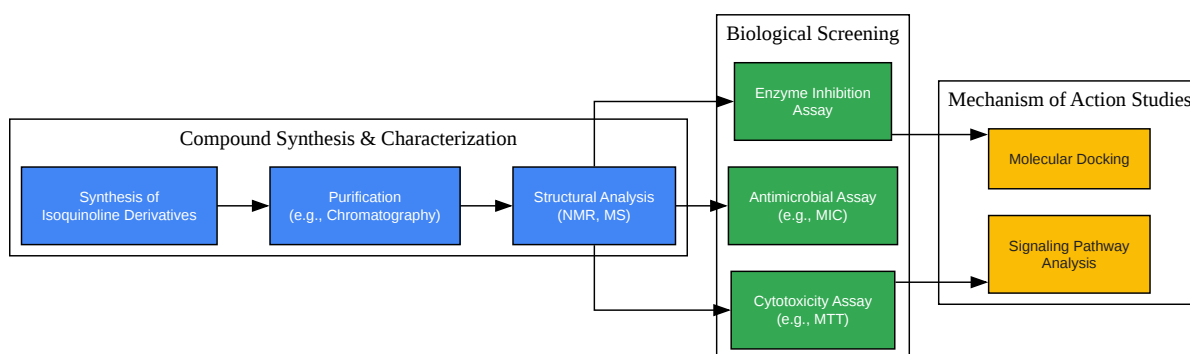 Compound Synthesis & Characterization
Synthesis of
Isoquinoline Derivatives
Purification
(e.g., Chromatography)
Structural Analysis
(NMR, MS)
Biological Screening
Enzyme Inhibition
Assay
Antimicrobial Assay
(e.g., MIC)
Cytotoxicity Assay
(e.g., MTT)
Mechanism of Action Studies
Molecular Docking
Signaling Pathway
Analysis